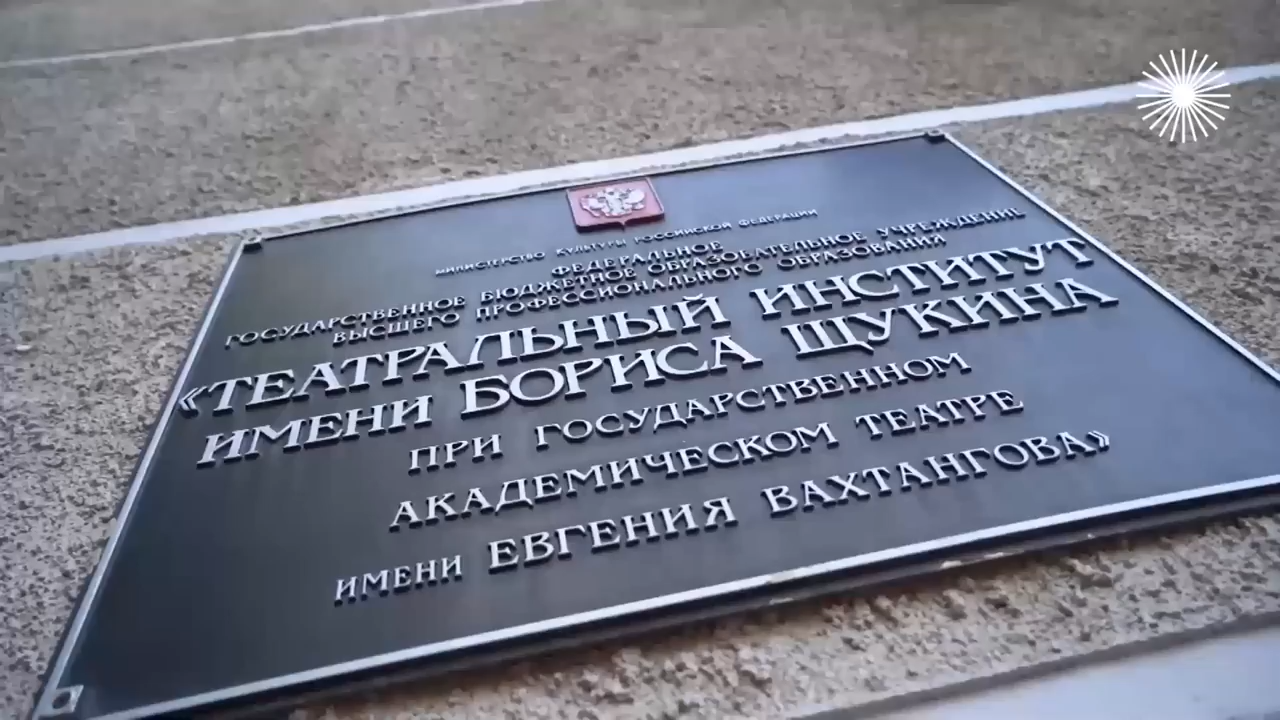 МИНИСТЕРСТВО КУЛЬТУРЫ РОССИЙСКОЙ ФЕДЕРАЦИИ
ФЕДЕРАЛЬНОЕ
ГОСУДАРСТВЕННОЕ БЮДЖЕТНОЕ ОБРАЗОВАТЕЛЬНОЕ УЧРЕЖДЕНИЕ
ВЫСШЕГО ПРОФЕССИОНАЛЬНОГО ОБРАЗОВАНИЯ
«ТЕАТРАЛЬНЫЙ ИНСТИТУТ
ИМЕНИ БОРИСА ЩУКИНА
ПРИ ГОСУДАРСТВЕННОМ
АКАДЕМИЧЕСКОМ ТЕАТРЕ
ИМЕНИ ЕВГЕНИЯ ВАХТАНГОВА»